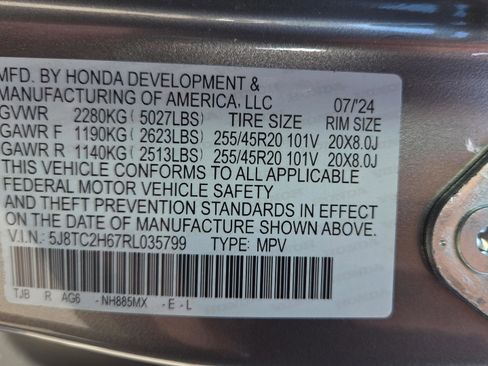 MFD. BY HONDA DEVELOPMENT &
MANUFACTURING OF AMERICA, LLC 07/'24
GVWR 2280KG(5027LBS) TIRE SIZE RIM SIZE
GAWR F 1190KG(2623LBS) 255/45R20 101V 20X8.0J
GAWR R 1140KG(2513LBS) 255/45R20 101V 20X8.0J
THIS VEHICLE CONFORMS TO ALL APPLICABLE
FEDERAL MOTOR VEHICLE SAFETY
AND THEFT PREVENTION STANDARDS IN EFFECT
ON THE DATE OF MANUFACTURE SHOWN ABOVE.
V.I.N.: 5J8TC2H67RL035799 TYPE: MPV
TJB R AG6 -NH885MX -E-L